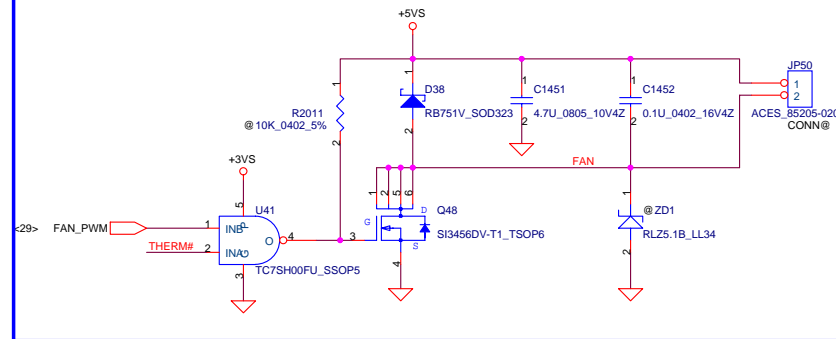 +5VS
JP50
1
2
ACES_85205-020
CONN@
1
D38
2
RB751V_SOD323
1
C1451
2
4.7U_0805_10V4Z
1
C1452
2
0.1U_0402_16V4Z
1
R2011
@10K_0402_5%
2
+3VS
FAN
1 2 5 6
D
Q48
G
S
3
4
SI3456DV-T1_TSOP6
1
@ZD1
RLZ5.1B_LL34
2
<29> FAN_PWM
THERM#
5
U41
1
INB
P
2
INA
G
O
4
3
TC7SH00FU_SSOP5